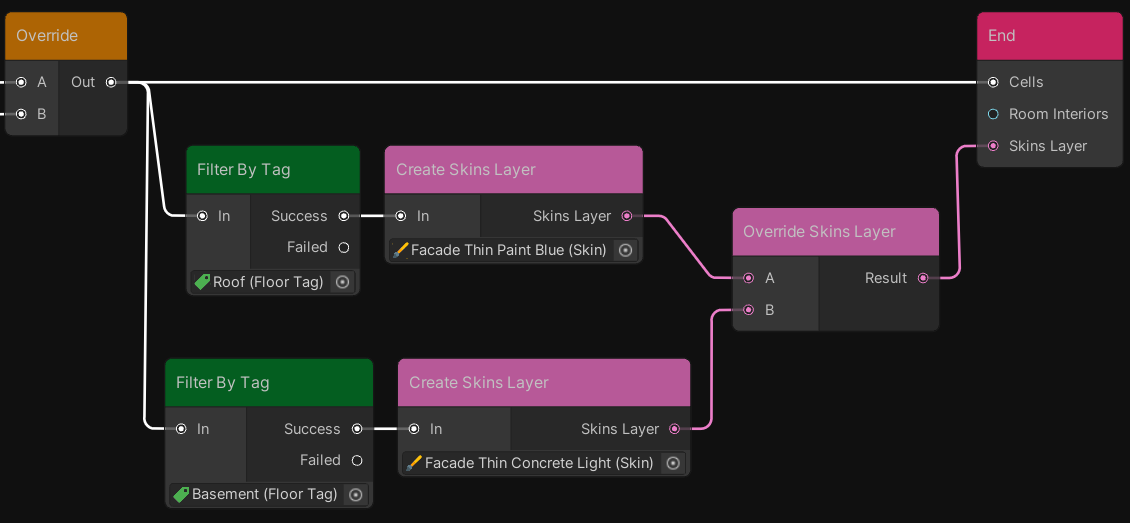 Override
A Out
B
End
Cells
Room Interiors
Skins Layer
Filter By Tag
In Success
Failed
Roof (Floor Tag)
Create Skins Layer
In Skins Layer
Facade Thin Paint Blue (Skin)
Override Skins Layer
A Result
B
Filter By Tag
In Success
Failed
Basement (Floor Tag)
Create Skins Layer
In Skins Layer
Facade Thin Concrete Light (Skin)